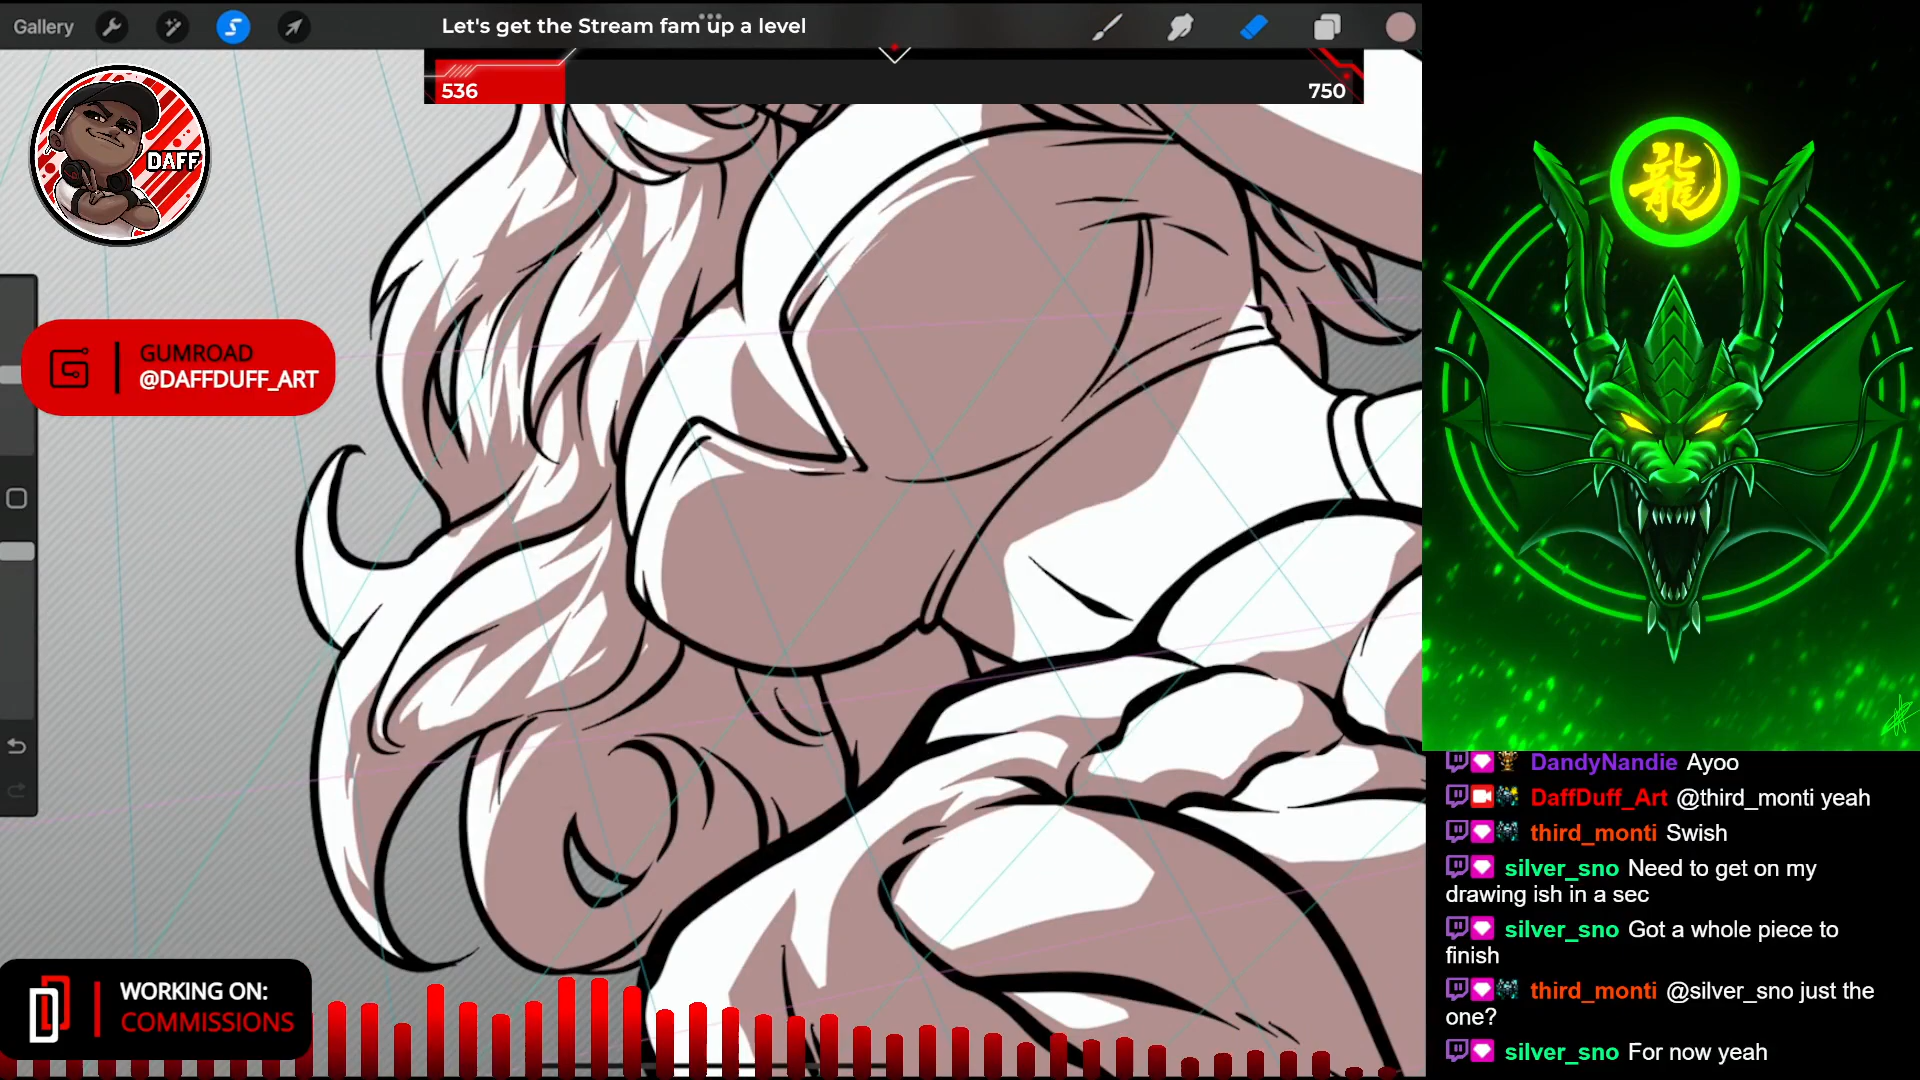 Gallery
Let's get the Stream fam up a level
536
750
DAFF
GUMROAD
@DAFFDUFF_ART
龍
WORKING ON:
COMMISSIONS
DandyNandie Ayoo
DaffDuff_Art @third_monti yeah
third_monti Swish
silver_sno Need to get on my
drawing ish in a sec
silver_sno Got a whole piece to
finish
third_monti @silver_sno just the
one?
silver_sno For now yeah